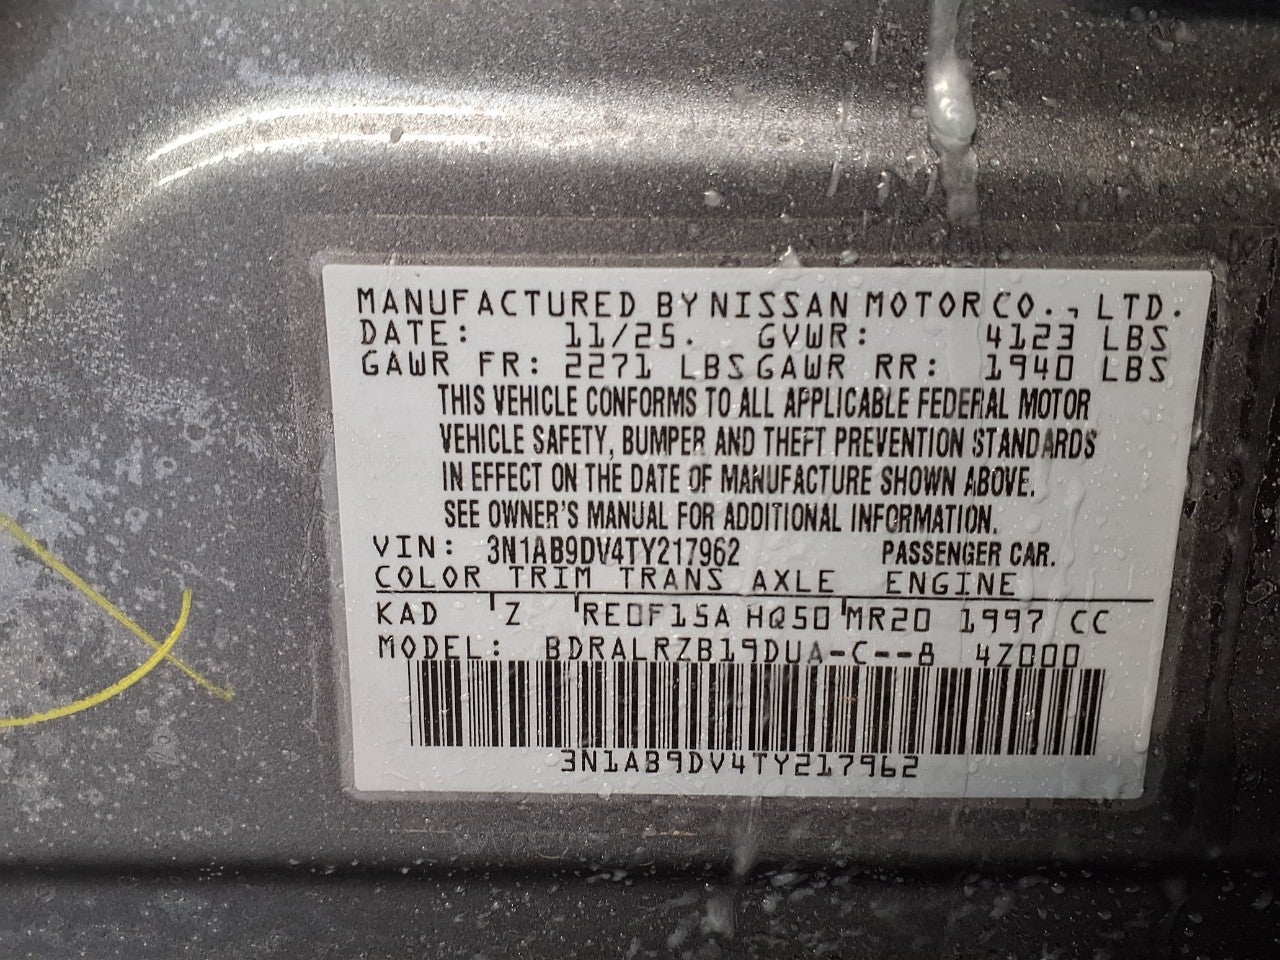 MANUFACTURED BY NISSAN MOTOR CO., LTD.
DATE: 11/25. GVWR: 4123 LBS
GAWR FR: 2271 LBS GAWR RR: 1940 LBS
THIS VEHICLE CONFORMS TO ALL APPLICABLE FEDERAL MOTOR
VEHICLE SAFETY, BUMPER AND THEFT PREVENTION STANDARDS
IN EFFECT ON THE DATE OF MANUFACTURE SHOWN ABOVE.
SEE OWNER'S MANUAL FOR ADDITIONAL INFORMATION.
VIN: 3N1AB9DV4TY217962 PASSENGER CAR.
COLOR TRIM TRANS AXLE ENGINE
KAD Z RE0F15A HQ50 MR20 1997 CC
MODEL: BDRALRZB19DUA-C--8 4Z000
3N1AB9DV4TY217962